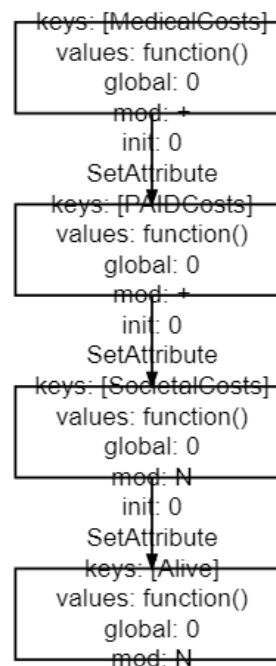 keys: [MedicalCosts]
values: function()
global: 0
mod: +
init: 0
SetAttribute
keys: [PAIDCosts]
values: function()
global: 0
mod: +
init: 0
SetAttribute
keys: [SocietalCosts]
values: function()
global: 0
mod: N
init: 0
SetAttribute
keys: [Alive]
values: function()
global: 0
mod: N